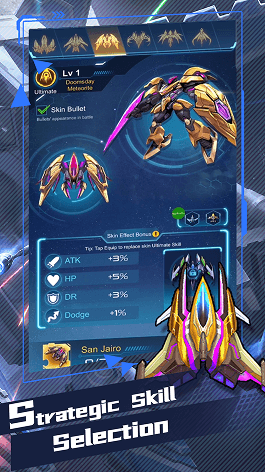 Lv 1
Ultimate
Doomsday
Meteorite
Skin Bullet
Bullets' appearance in battle
Skin Effect Bonus
Tip: Tap Equip to replace skin Ultimate Skill
ATK +3%
HP +5%
DR +3%
Dodge +1%
San Jairo
Strategic Skill
Selection